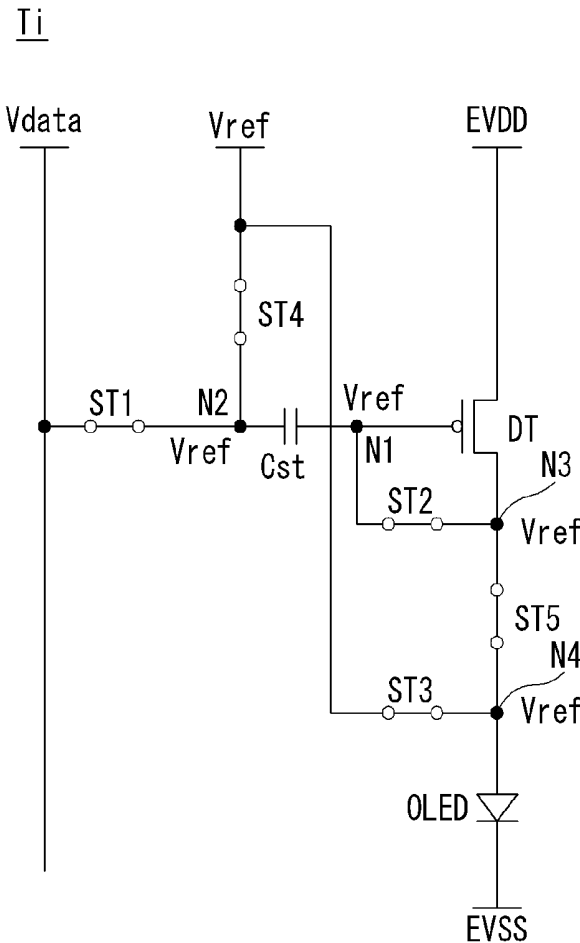 Ti
Vdata
Vref
EVDD
ST4
ST1
N2
Vref
Cst
Vref
N1
DT
N3
ST2
Vref
ST5
N4
ST3
Vref
OLED
EVSS